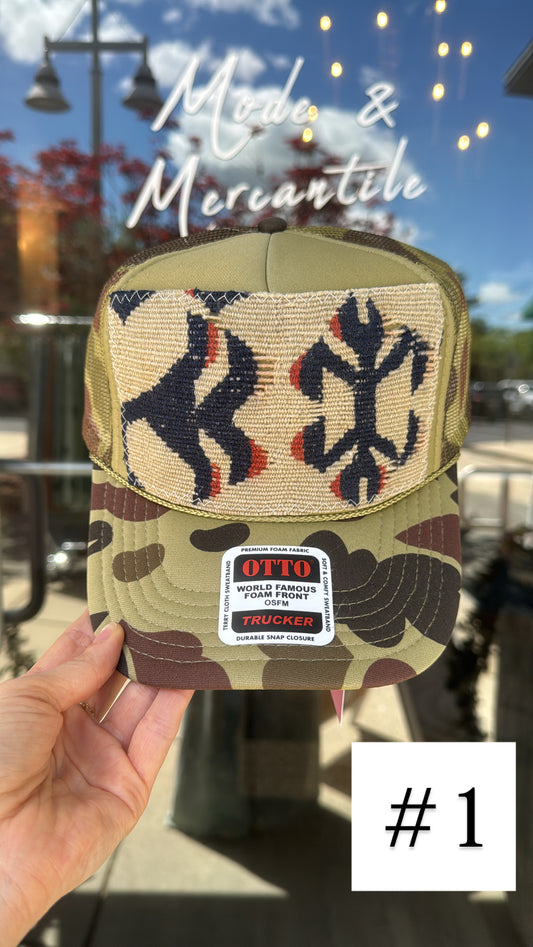 Mode &
Mercantile
PREMIUM FOAM FABRIC
OTTO
WORLD FAMOUS
FOAM FRONT
OSFM
TRUCKER
DURABLE SNAP CLOSURE
TERRY CLOTH SWEATBAND
SOFT & COMFY SWEATBAND
# 1